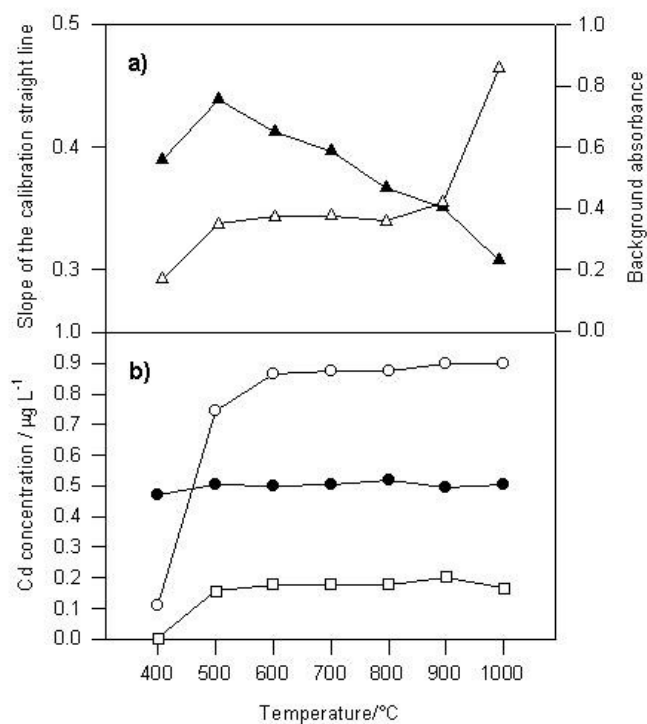 a)
Slope of the calibration straight line
0.5
0.4
0.3
Background absorbance
1.0
0.8
0.6
0.4
0.2
0.0
b)
Cd concentration / µg L⁻¹
1.0
0.9
0.8
0.7
0.6
0.5
0.4
0.3
0.2
0.1
0.0
400 500 600 700 800 900 1000
Temperature/°C